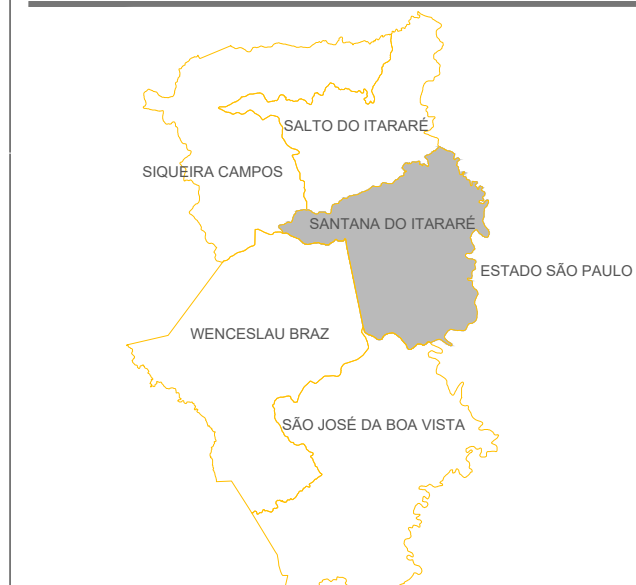 SALTO DO ITARARÉ
SIQUEIRA CAMPOS
SANTANA DO ITARARÉ
ESTADO SÃO PAULO
WENCESLAU BRAZ
SÃO JOSÉ DA BOA VISTA